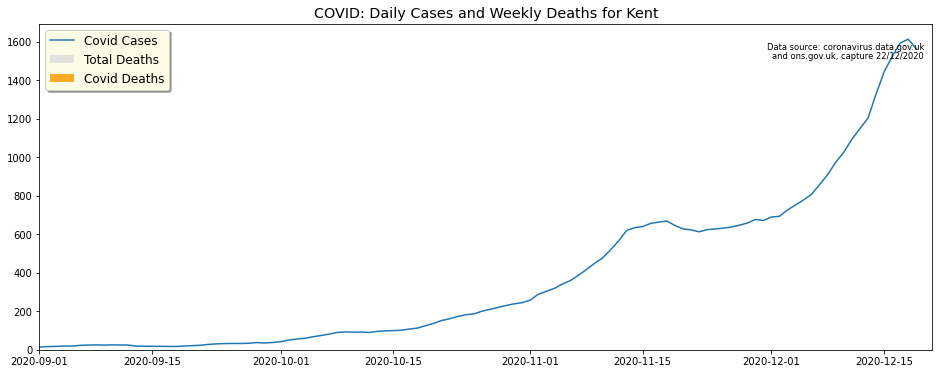 COVID: Daily Cases and Weekly Deaths for Kent
Covid Cases
Total Deaths
Covid Deaths
Data source: coronavirus.data.gov.uk
and ons.gov.uk, capture 22/12/2020
1600
1400
1200
1000
800
600
400
200
0
2020-09-01 2020-09-15 2020-10-01 2020-10-15 2020-11-01 2020-11-15 2020-12-01 2020-12-15